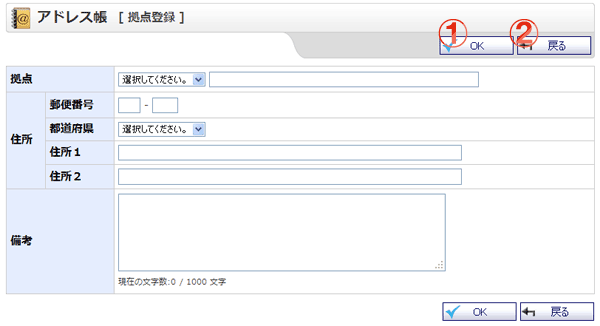 アドレス帳 [ 拠点登録 ]
① ②
OK 戻る
拠点 選択してください。
住所 郵便番号 -
都道府県 選択してください。
住所1
住所2
備考
現在の文字数:0 / 1000 文字
OK 戻る